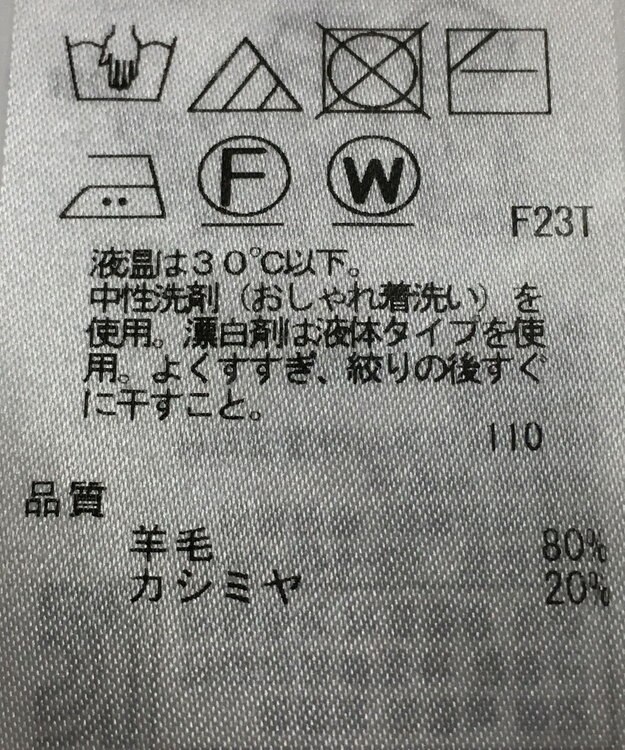 F W
F23T
液温は30℃以下。
中性洗剤（おしゃれ着洗い）を
使用。漂白剤は液体タイプを使
用。よくすすぎ、絞りの後すぐ
に干すこと。
110
品質
羊毛 80%
カシミヤ 20%